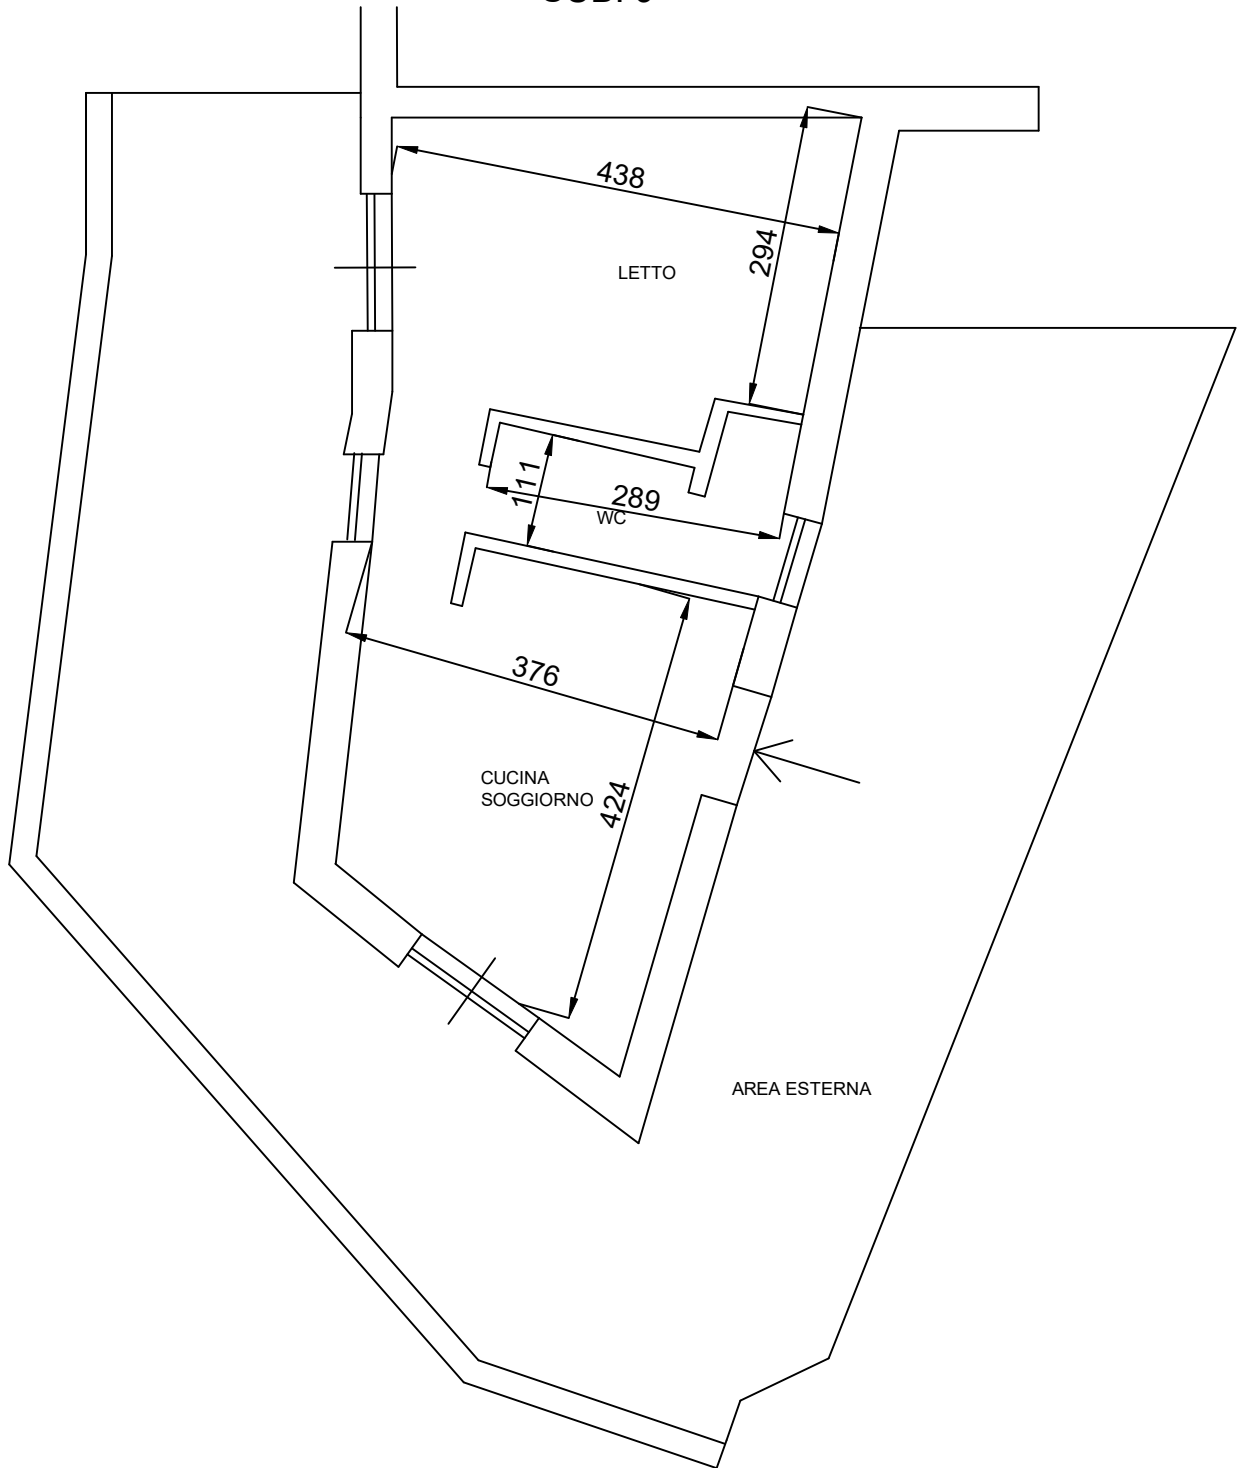 438
294
LETTO
111
289
WC
376
CUCINA
SOGGIORNO
424
AREA ESTERNA